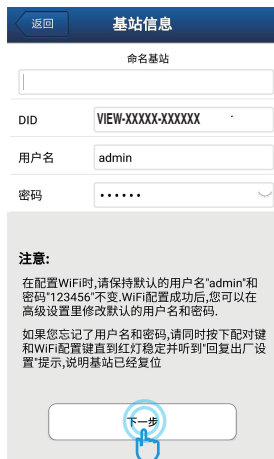 返回
基站信息
命名基站
DID
VIEW-XXXXX-XXXXXX
用户名
admin
密码
••••••
注意:
在配置WiFi时,请保持默认的用户名"admin"和
密码"123456"不变.WiFi配置成功后,您可以在
高级设置里修改默认的用户名和密码.
如果您忘记了用户名和密码,请同时按下配对键
和WiFi配置键直到红灯稳定并听到"回复出厂设
置"提示,说明基站已经复位
下一步